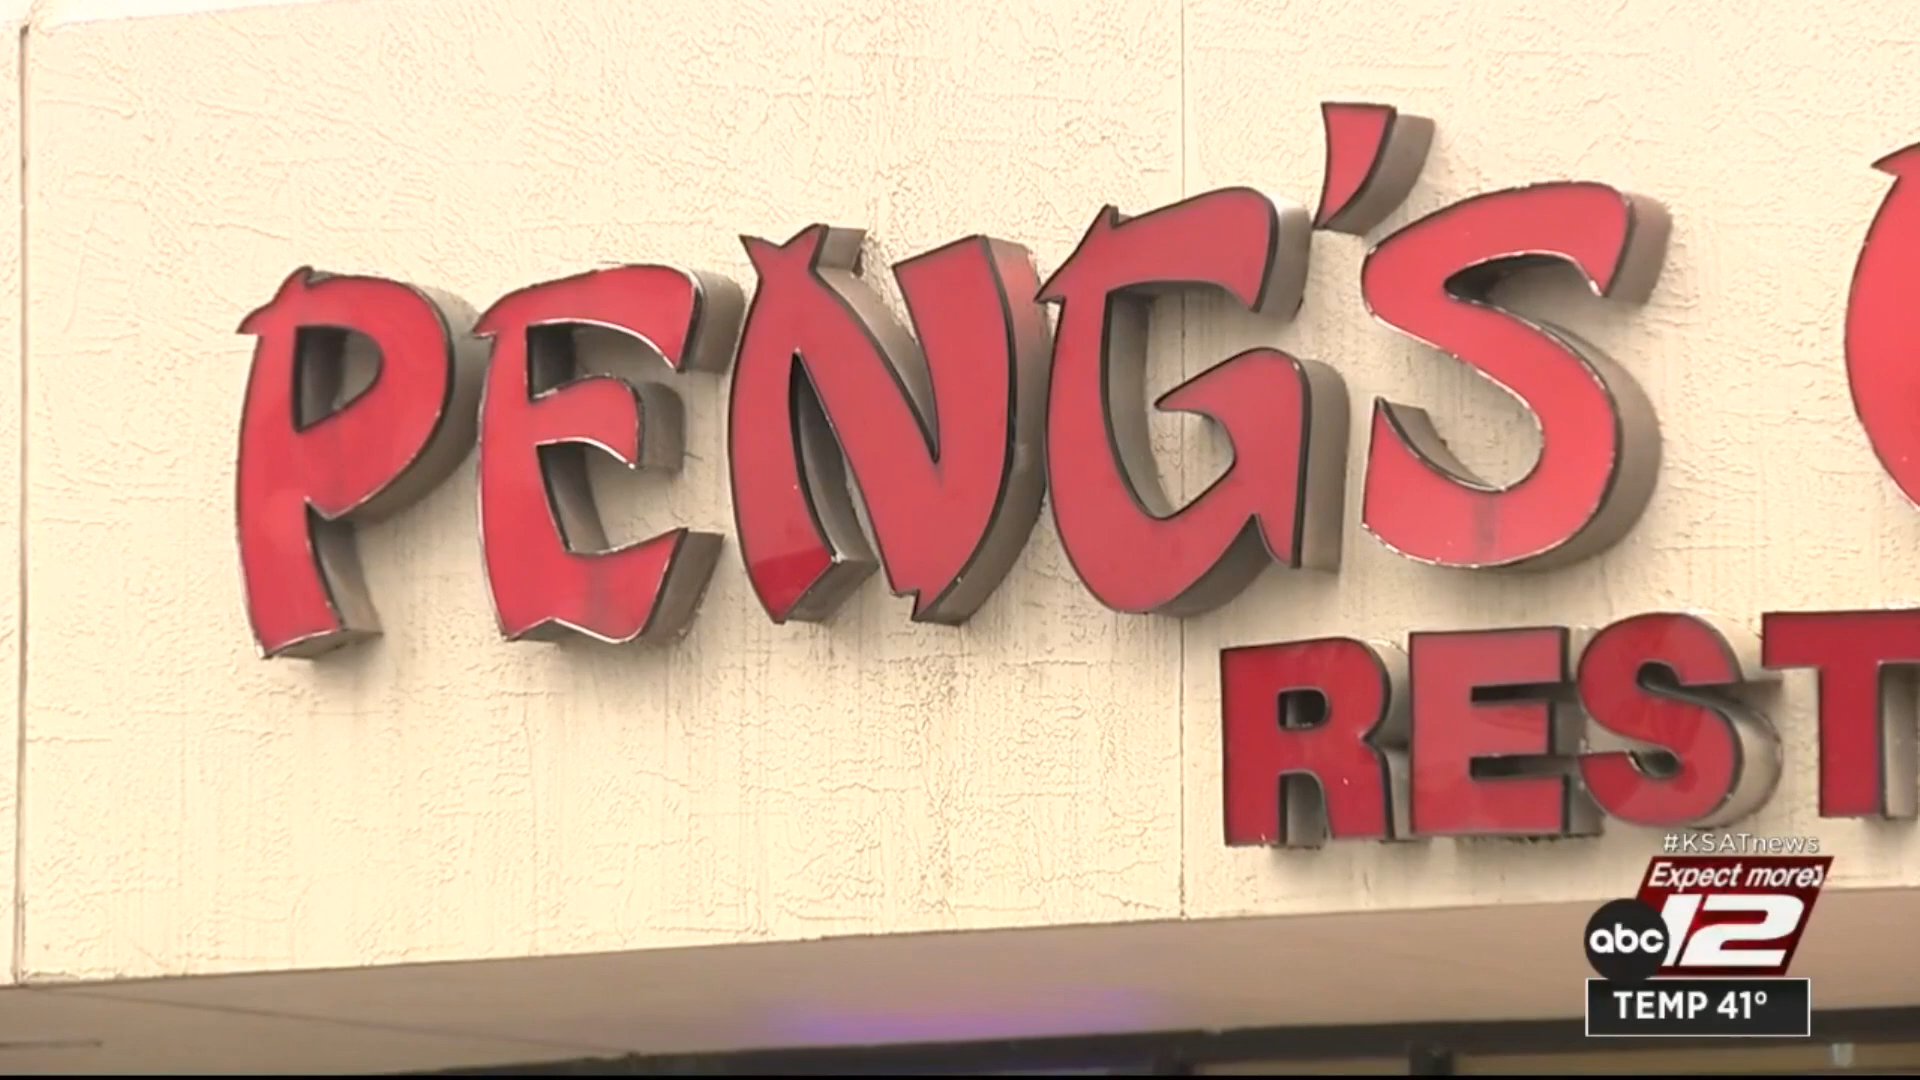 PENG'S
REST
#KSATnews
Expect more
abc 12
TEMP 41°